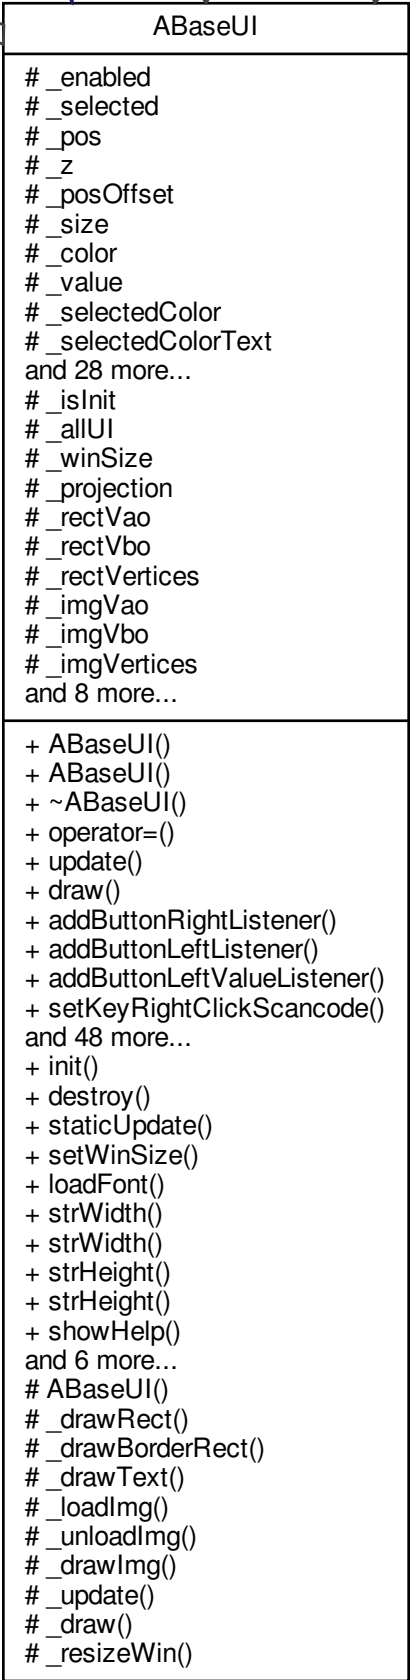 ABaseUI
# _enabled
# _selected
# _pos
# _z
# _posOffset
# _size
# _color
# _value
# _selectedColor
# _selectedColorText
and 28 more...
# _isInit
# _allUI
# _winSize
# _projection
# _rectVao
# _rectVbo
# _rectVertices
# _imgVao
# _imgVbo
# _imgVertices
and 8 more...
+ ABaseUI()
+ ABaseUI()
+ ~ABaseUI()
+ operator=()
+ update()
+ draw()
+ addButtonRightListener()
+ addButtonLeftListener()
+ addButtonLeftValueListener()
+ setKeyRightClickScancode()
and 48 more...
+ init()
+ destroy()
+ staticUpdate()
+ setWinSize()
+ loadFont()
+ strWidth()
+ strWidth()
+ strHeight()
+ strHeight()
+ showHelp()
and 6 more...
# ABaseUI()
# _drawRect()
# _drawBorderRect()
# _drawText()
# _loadImg()
# _unloadImg()
# _drawImg()
# _update()
# _draw()
# _resizeWin()